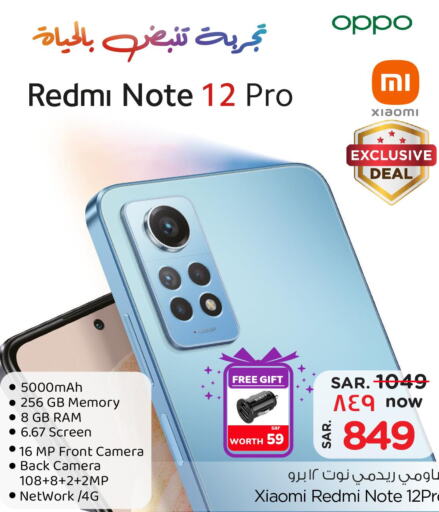 oppo
تجربة تنبض بالحياة
Redmi Note 12 Pro
mi
xiaomi
EXCLUSIVE
DEAL
FREE GIFT
sar
WORTH 59
SAR. 1049
٨٤٩ now
SAR. 849
• 5000mAh
• 256 GB Memory
• 8 GB RAM
• 6.67 Screen
• 16 MP Front Camera
• Back Camera
108+8+2+2MP
• NetWork /4G
شاومي ريدمي نوت ١٢ برو
Xiaomi Redmi Note 12Pro